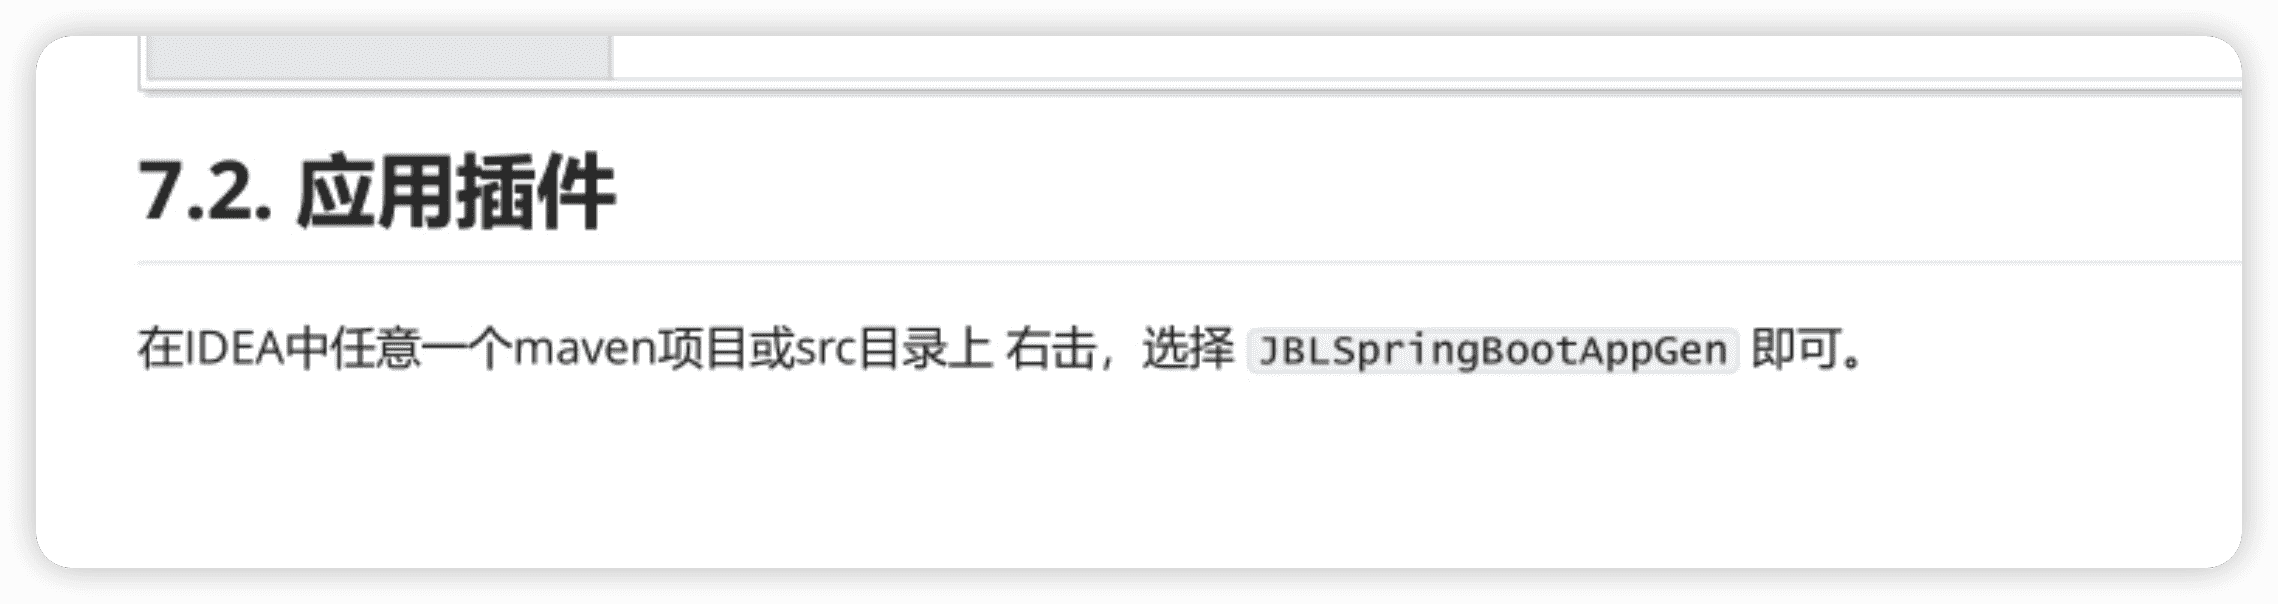 7.2. 应用插件
在IDEA中任意一个maven项目或src目录上 右击，选择 JBLSpringBootAppGen 即可。